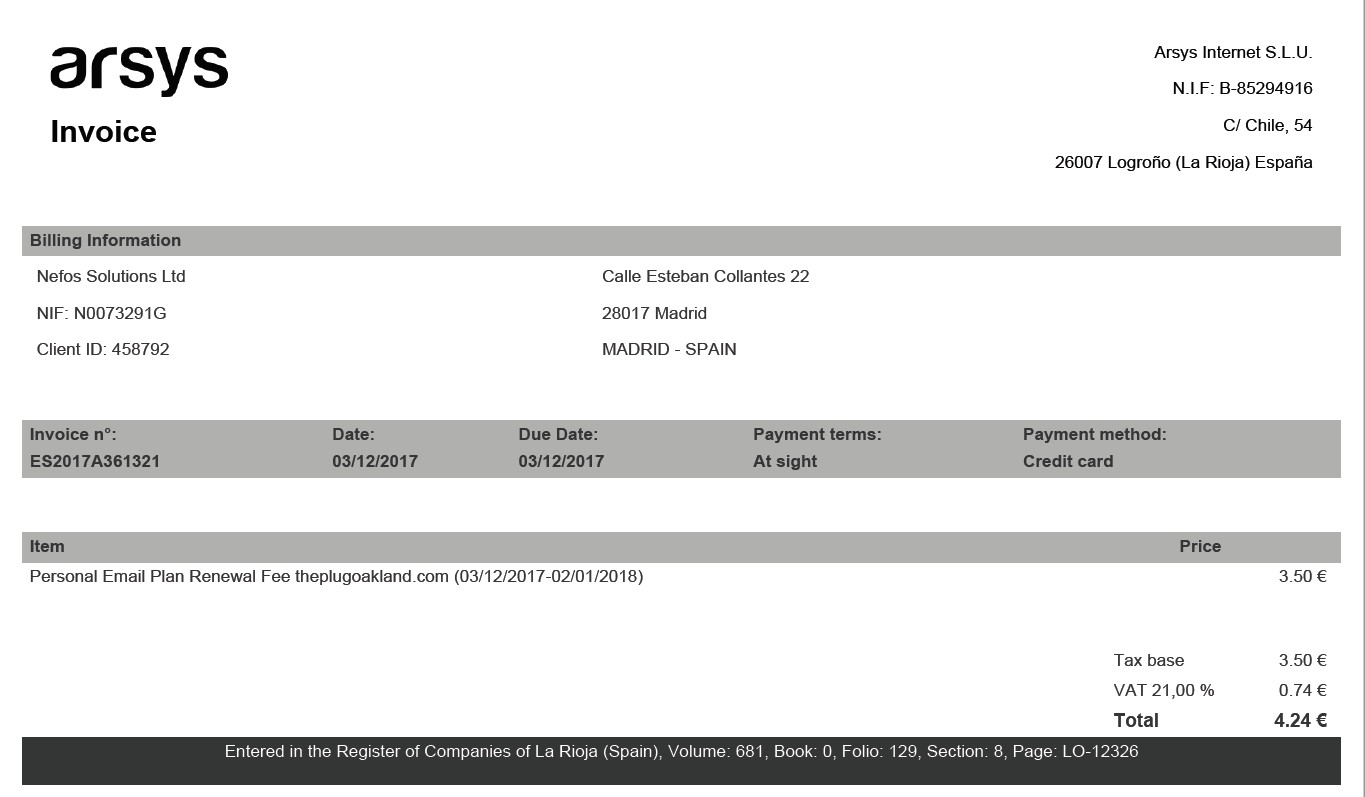 arsys
Invoice
Arsys Internet S.L.U.
N.I.F: B-85294916
C/ Chile, 54
26007 Logroño (La Rioja) España
Billing Information
Nefos Solutions Ltd
NIF: N0073291G
Client ID: 458792
Calle Esteban Collantes 22
28017 Madrid
MADRID - SPAIN
Invoice nº: Date: Due Date: Payment terms: Payment method:
ES2017A361321 03/12/2017 03/12/2017 At sight Credit card
Item Price
Personal Email Plan Renewal Fee theplugoakland.com (03/12/2017-02/01/2018) 3.50 €
Tax base 3.50 €
VAT 21,00 % 0.74 €
Total 4.24 €
Entered in the Register of Companies of La Rioja (Spain), Volume: 681, Book: 0, Folio: 129, Section: 8, Page: LO-12326